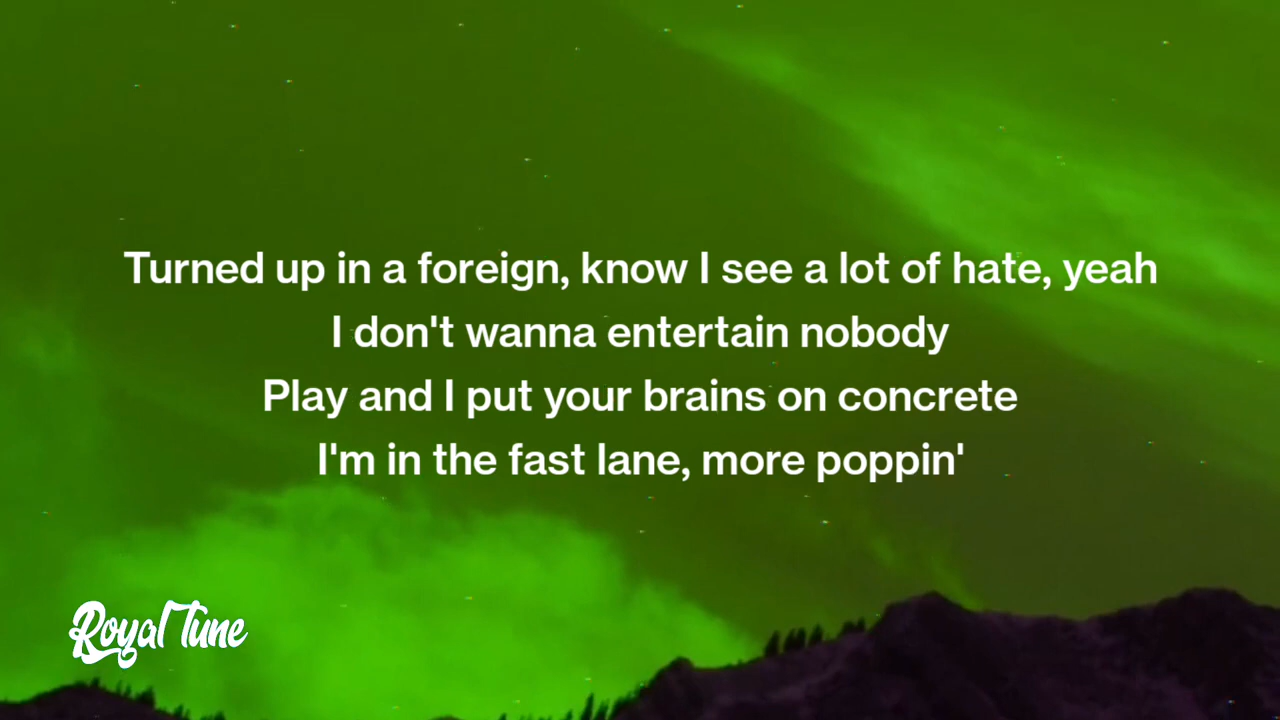 Turned up in a foreign, know I see a lot of hate, yeah
I don't wanna entertain nobody
Play and I put your brains on concrete
I'm in the fast lane, more poppin'
Royal Tune